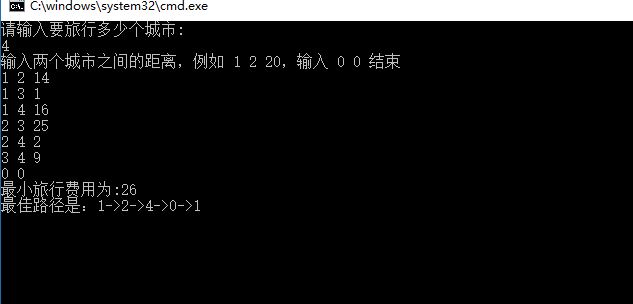 C:\windows\system32\cmd.exe
请输入要旅行多少个城市:
4
输入两个城市之间的距离，例如 1 2 20，输入 0 0 结束
1 2 14
1 3 1
1 4 16
2 3 25
2 4 2
3 4 9
0 0
最小旅行费用为:26
最佳路径是：1->2->4->0->1